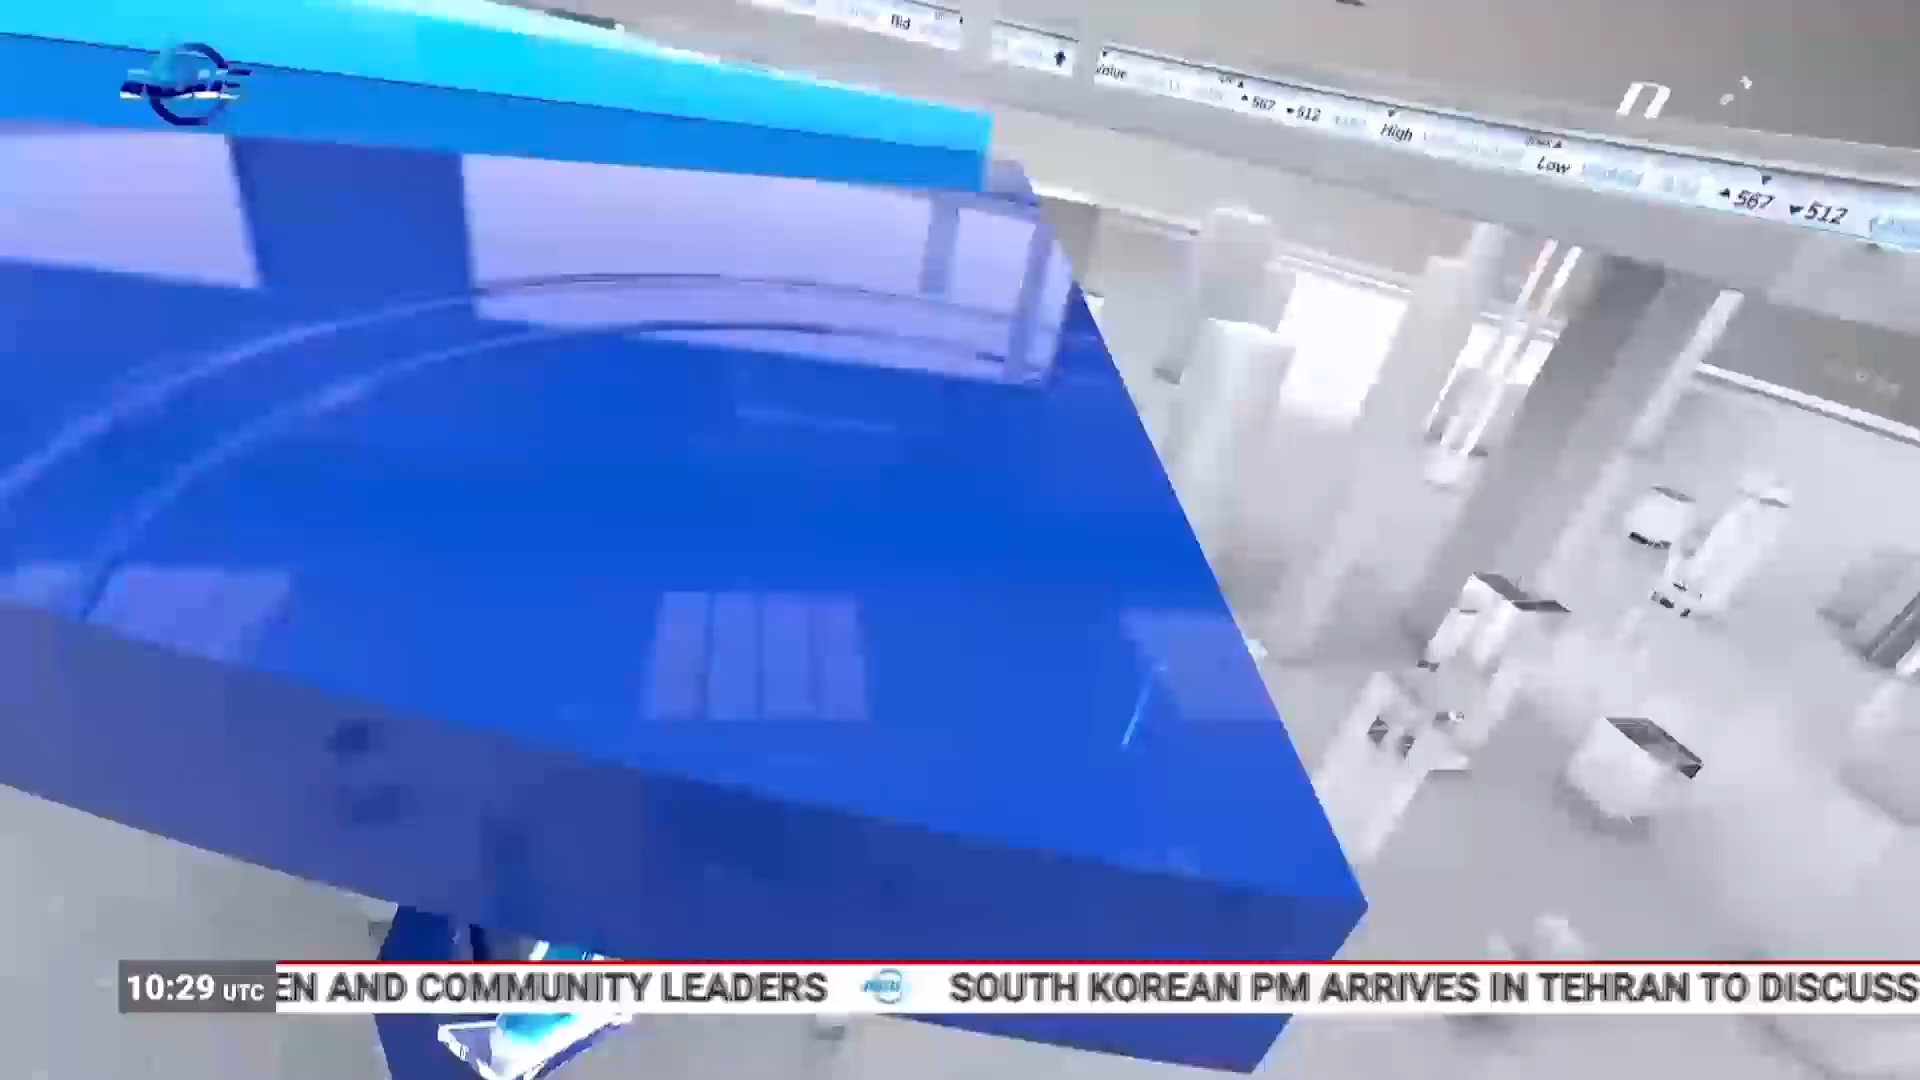 Bid
Value
567 512
High
Low
567 512
10:29 UTC
EN AND COMMUNITY LEADERS SOUTH KOREAN PM ARRIVES IN TEHRAN TO DISCUSS